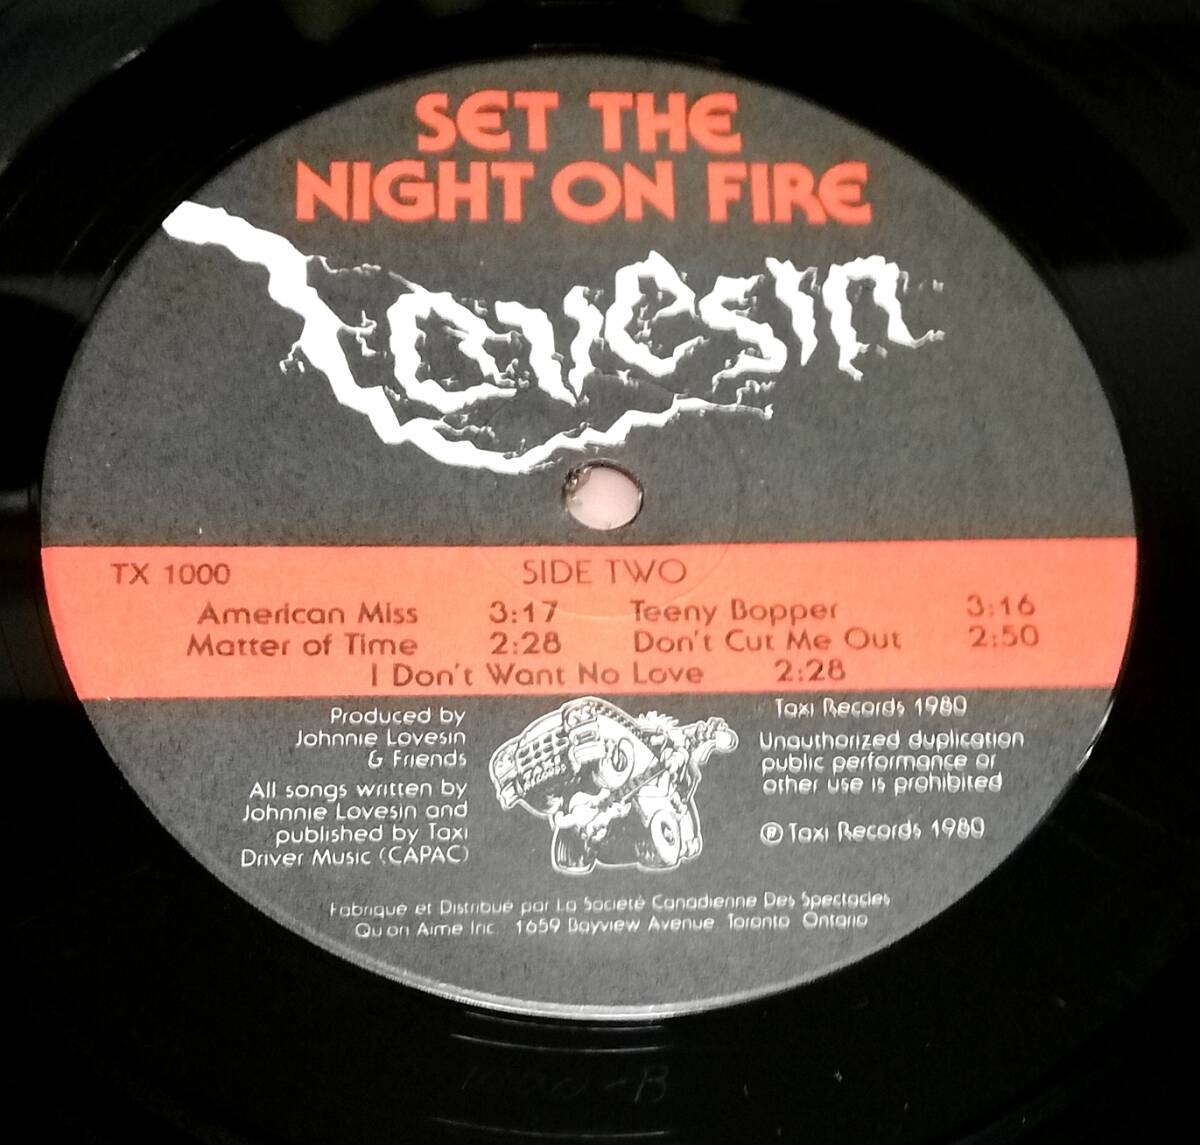 SET THE
NIGHT ON FIRE
Lovesin
TX 1000 SIDE TWO
American Miss 3:17 Teeny Bopper 3:16
Matter of Time 2:28 Don't Cut Me Out 2:50
I Don't Want No Love 2:28
Produced by
Johnnie Lovesin
& Friends
All songs written by
Johnnie Lovesin and
published by Taxi
Driver Music (CAPAC)
TAXI
RECORDS
Taxi Records 1980
Unauthorized duplication
public performance or
other use is prohibited
℗ Taxi Records 1980
Fabrique et Distribué par La Societé Canadienne Des Spectacles
Qu on Aime Inc. 1659 Bayview Avenue Toronto Ontario